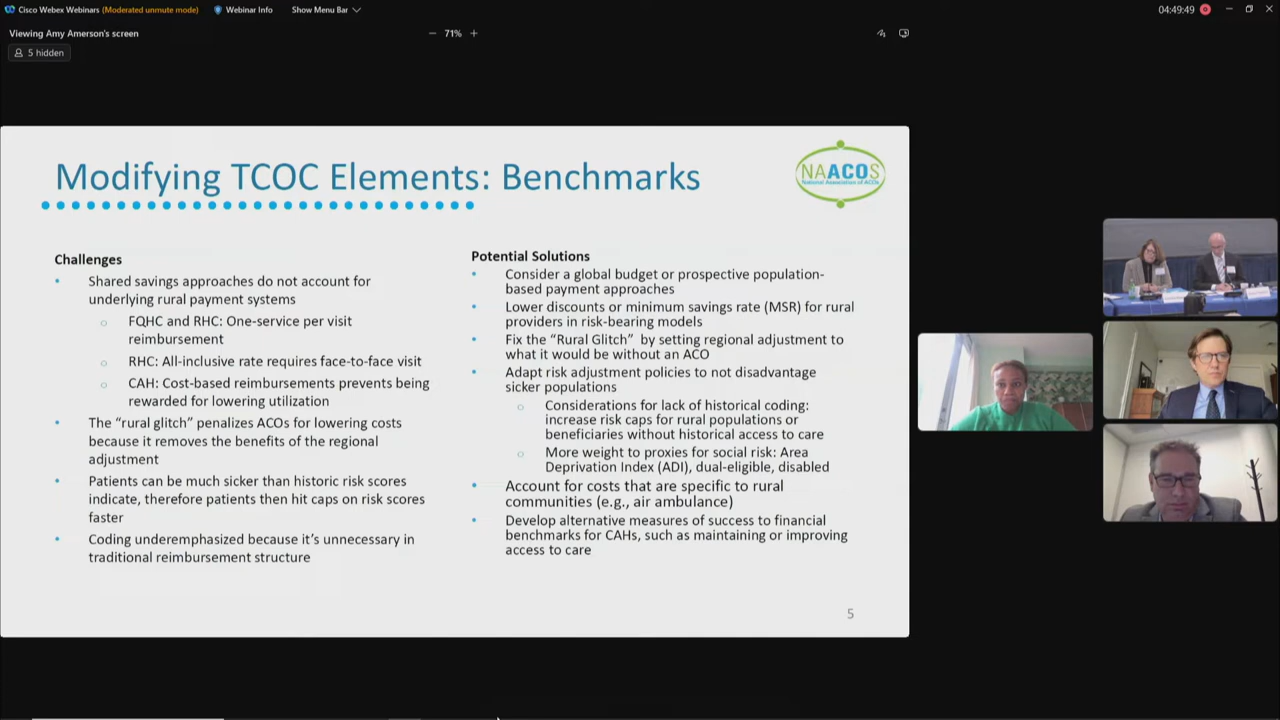 Cisco Webex Webinars (Moderated unmute mode)
Webinar Info
Show Menu Bar
04:49:49
Viewing Amy Amerson's screen
71%
5 hidden
Modifying TCOC Elements: Benchmarks
NAACOS
National Association of ACOs
Challenges
• Shared savings approaches do not account for
underlying rural payment systems
○ FQHC and RHC: One-service per visit
reimbursement
○ RHC: All-inclusive rate requires face-to-face visit
○ CAH: Cost-based reimbursements prevents being
rewarded for lowering utilization
• The “rural glitch” penalizes ACOs for lowering costs
because it removes the benefits of the regional
adjustment
• Patients can be much sicker than historic risk scores
indicate, therefore patients then hit caps on risk scores
faster
• Coding underemphasized because it’s unnecessary in
traditional reimbursement structure
Potential Solutions
• Consider a global budget or prospective population-
based payment approaches
• Lower discounts or minimum savings rate (MSR) for rural
providers in risk-bearing models
• Fix the “Rural Glitch” by setting regional adjustment to
what it would be without an ACO
• Adapt risk adjustment policies to not disadvantage
sicker populations
○ Considerations for lack of historical coding:
increase risk caps for rural populations or
beneficiaries without historical access to care
○ More weight to proxies for social risk: Area
Deprivation Index (ADI), dual-eligible, disabled
• Account for costs that are specific to rural
communities (e.g., air ambulance)
• Develop alternative measures of success to financial
benchmarks for CAHs, such as maintaining or improving
access to care
5